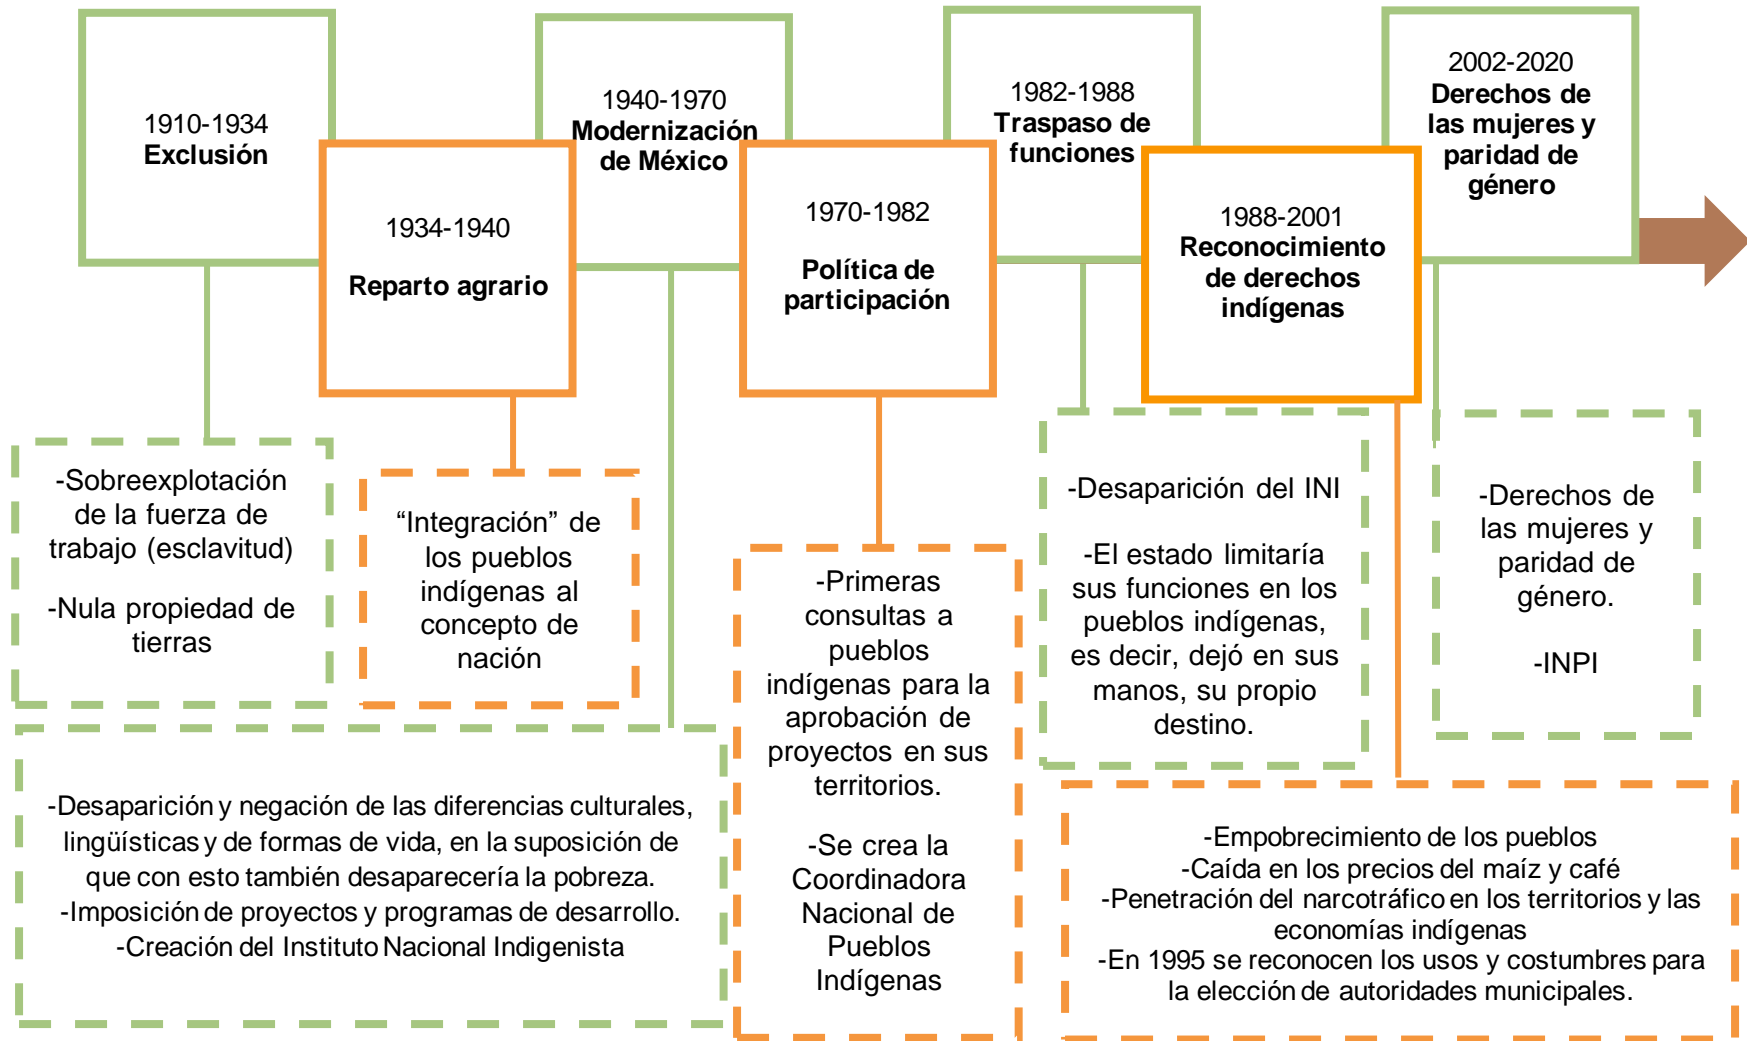 1910-1934
Exclusión
1934-1940
Reparto agrario
1940-1970
Modernización
de México
1970-1982
Política de
participación
1982-1988
Traspaso de
funciones
1988-2001
Reconocimiento
de derechos
indígenas
2002-2020
Derechos de
las mujeres y
paridad de
género
-Sobreexplotación
de la fuerza de
trabajo (esclavitud)
-Nula propiedad de
tierras
“Integración” de
los pueblos
indígenas al
concepto de
nación
-Desaparición y negación de las diferencias culturales,
lingüísticas y de formas de vida, en la suposición de
que con esto también desaparecería la pobreza.
-Imposición de proyectos y programas de desarrollo.
-Creación del Instituto Nacional Indigenista
-Primeras
consultas a
pueblos
indígenas para la
aprobación de
proyectos en sus
territorios.
-Se crea la
Coordinadora
Nacional de
Pueblos
Indígenas
-Desaparición del INI
-El estado limitaría
sus funciones en los
pueblos indígenas,
es decir, dejó en sus
manos, su propio
destino.
-Empobrecimiento de los pueblos
-Caída en los precios del maíz y café
-Penetración del narcotráfico en los territorios y las
economías indígenas
-En 1995 se reconocen los usos y costumbres para
la elección de autoridades municipales.
-Derechos de
las mujeres y
paridad de
género.
-INPI